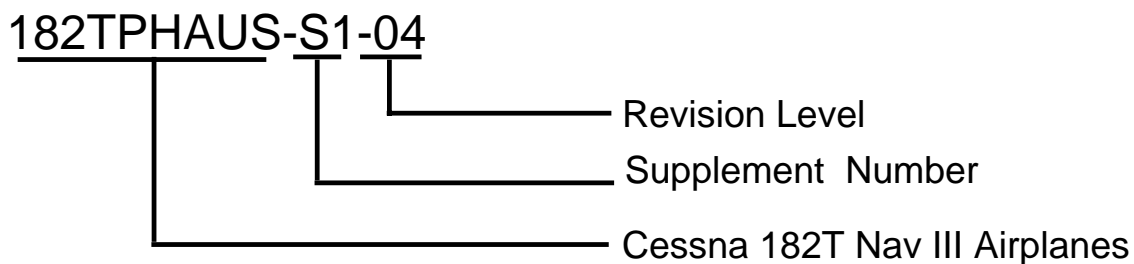 182TPHAUS-S1-04
Revision Level
Supplement Number
Cessna 182T Nav III Airplanes